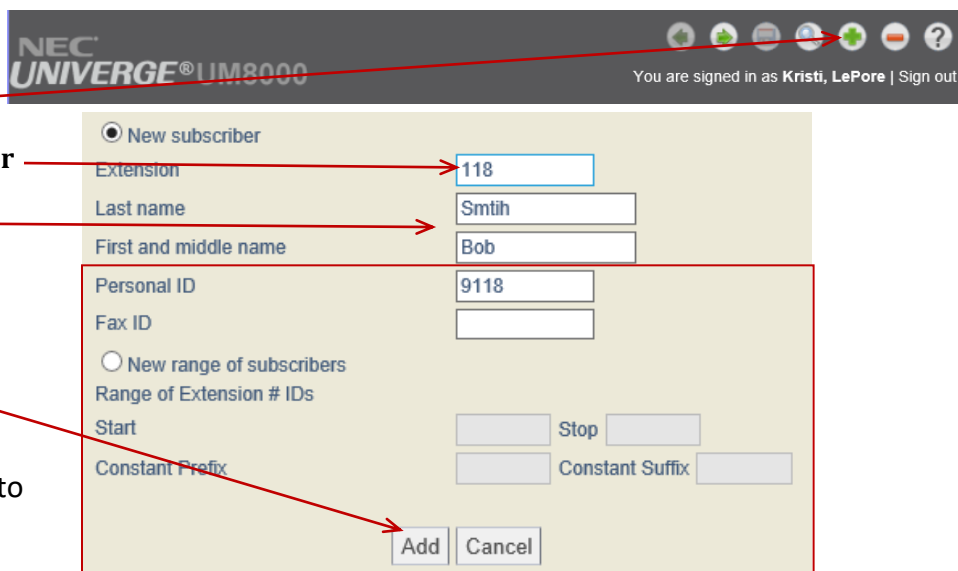 NEC
UNIVERGE®UM8000
You are signed in as Kristi, LePore | Sign out
New subscriber
r
Extension 118
Last name Smtih
First and middle name Bob
Personal ID 9118
Fax ID
New range of subscribers
Range of Extension # IDs
Start Stop
Constant Prefix Constant Suffix
to
Add Cancel